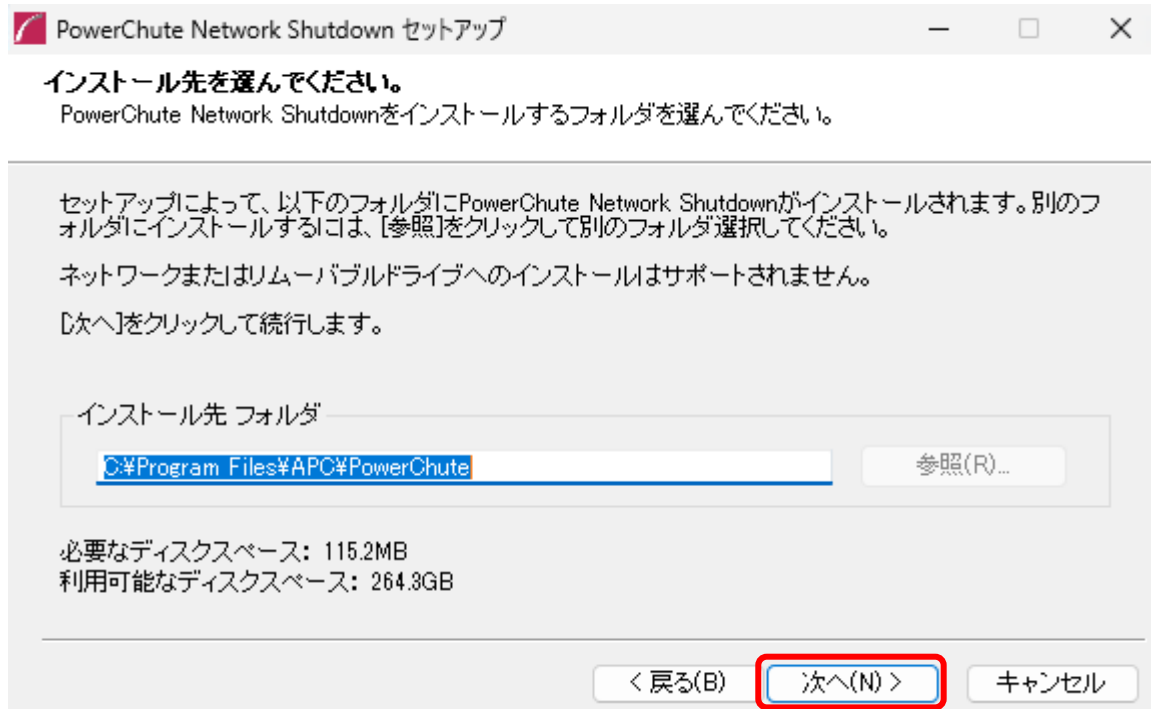 PowerChute Network Shutdown セットアップ
インストール先を選んでください。
PowerChute Network Shutdownをインストールするフォルダを選んでください。
セットアップによって、以下のフォルダにPowerChute Network Shutdownがインストールされます。別のフ
ォルダにインストールするには、[参照]をクリックして別のフォルダ選択してください。
ネットワークまたはリムーバブルドライブへのインストールはサポートされません。
[次へ]をクリックして続行します。
インストール先 フォルダ
C:¥Program Files¥APC¥PowerChute
参照(R)...
必要なディスクスペース: 115.2MB
利用可能なディスクスペース: 264.3GB
< 戻る(B)
次へ(N) >
キャンセル